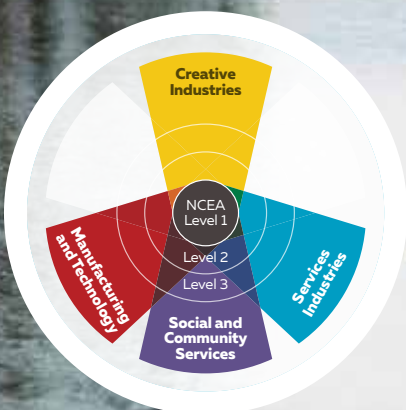 Creative
Industries
NCEA
Level 1
Level 2
Level 3
Manufacturing
and Technology
Services
Industries
Social and
Community
Services